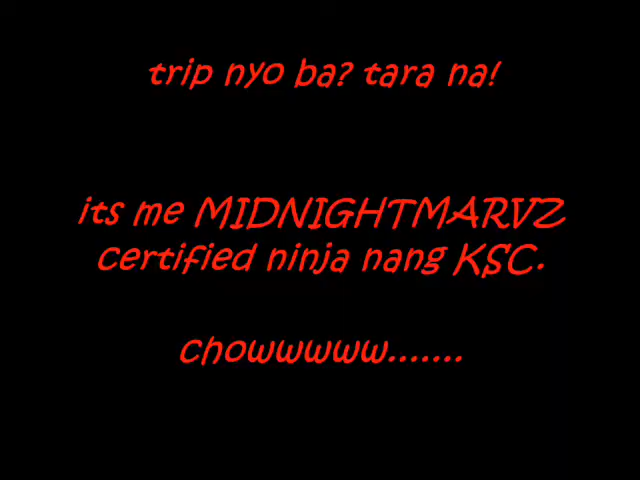 trip nyo ba? tara na!
its me MIDNIGHTMARVZ
certified ninja nang KSC.
chowwwww.......